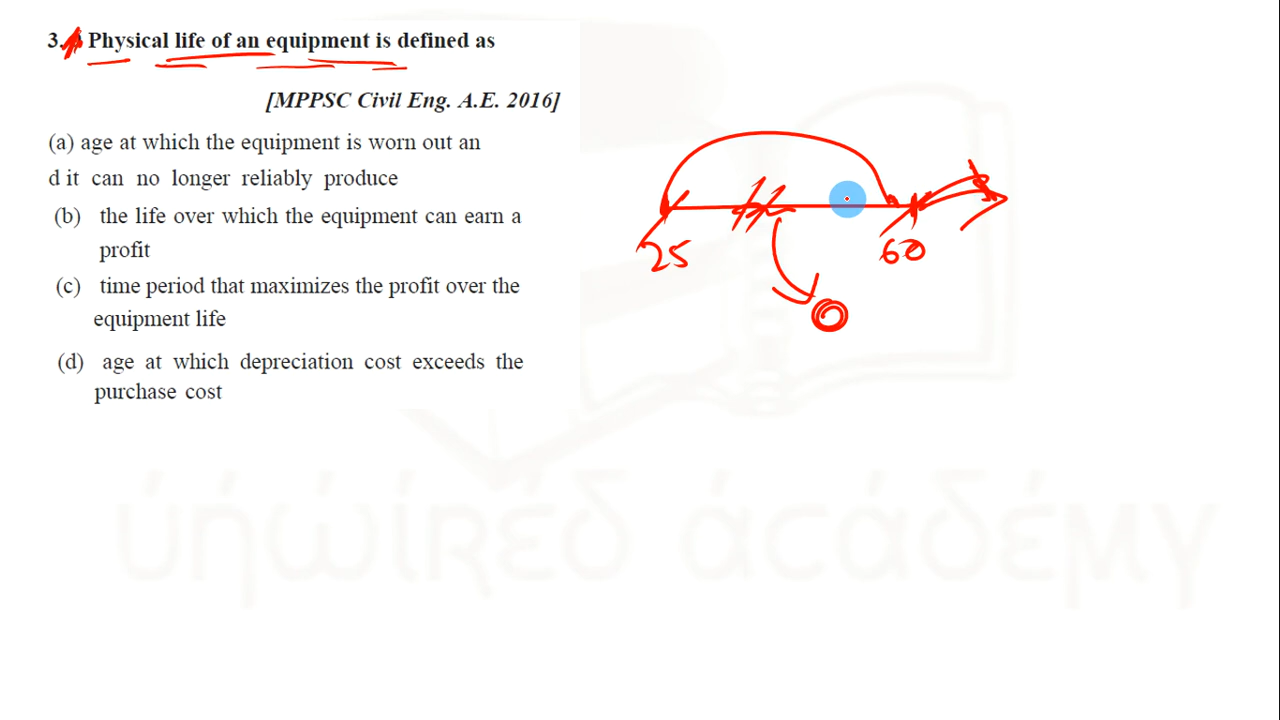 3. Physical life of an equipment is defined as
[MPPSC Civil Eng. A.E. 2016]
(a) age at which the equipment is worn out an
d it can no longer reliably produce
(b) the life over which the equipment can earn a
profit
(c) time period that maximizes the profit over the
equipment life
(d) age at which depreciation cost exceeds the
purchase cost
25
60
ύηώίRέδ άcάδέMγ